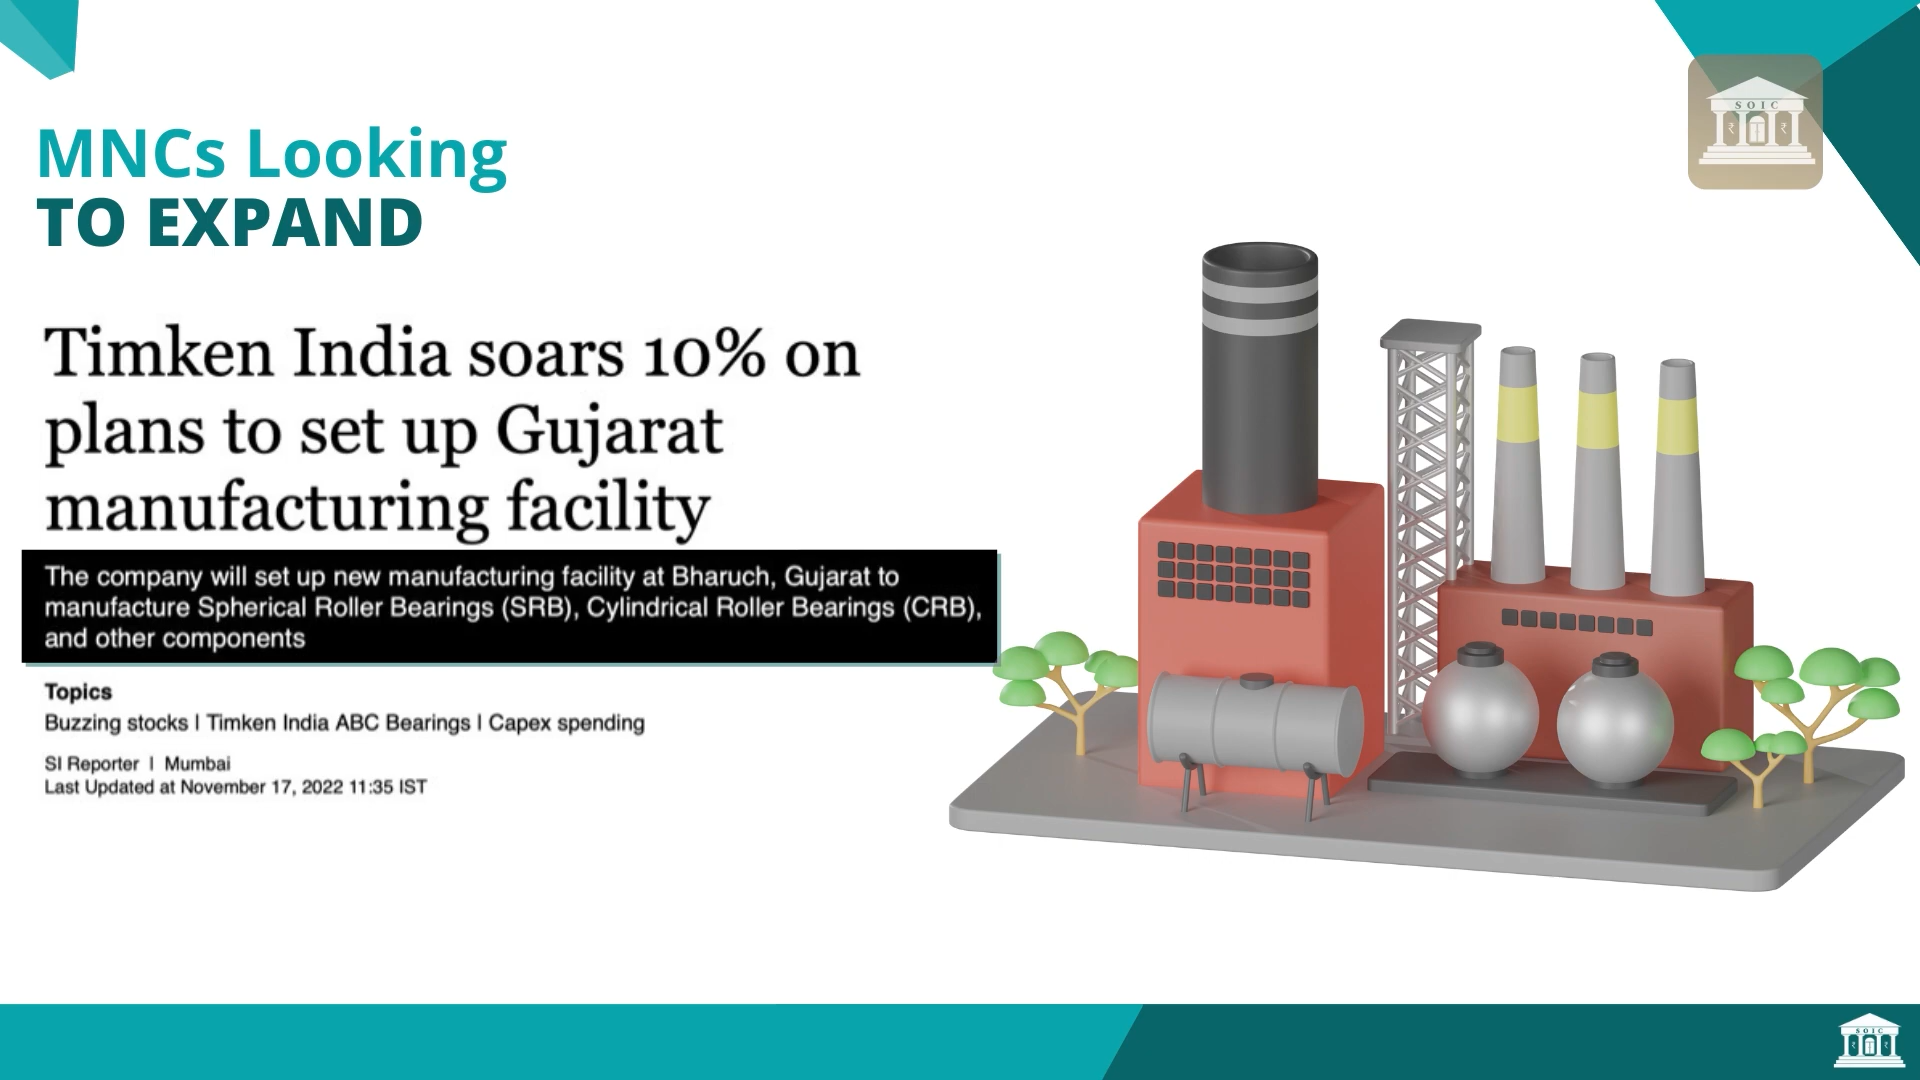 SOIC
MNCs Looking
TO EXPAND
Timken India soars 10% on
plans to set up Gujarat
manufacturing facility
The company will set up new manufacturing facility at Bharuch, Gujarat to
manufacture Spherical Roller Bearings (SRB), Cylindrical Roller Bearings (CRB),
and other components
Topics
Buzzing stocks | Timken India ABC Bearings | Capex spending
SI Reporter | Mumbai
Last Updated at November 17, 2022 11:35 IST
SOIC